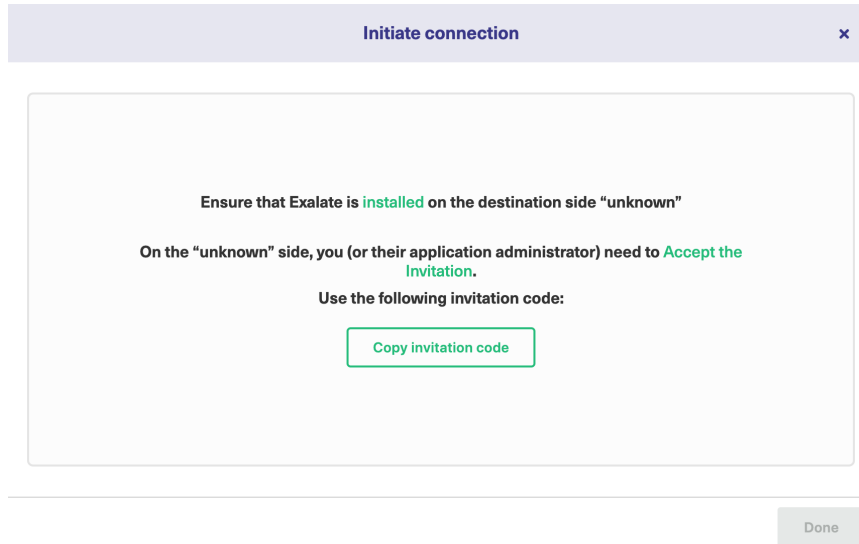 Initiate connection
×
Ensure that Exalate is installed on the destination side “unknown”
On the “unknown” side, you (or their application administrator) need to Accept the
Invitation.
Use the following invitation code:
Copy invitation code
Done